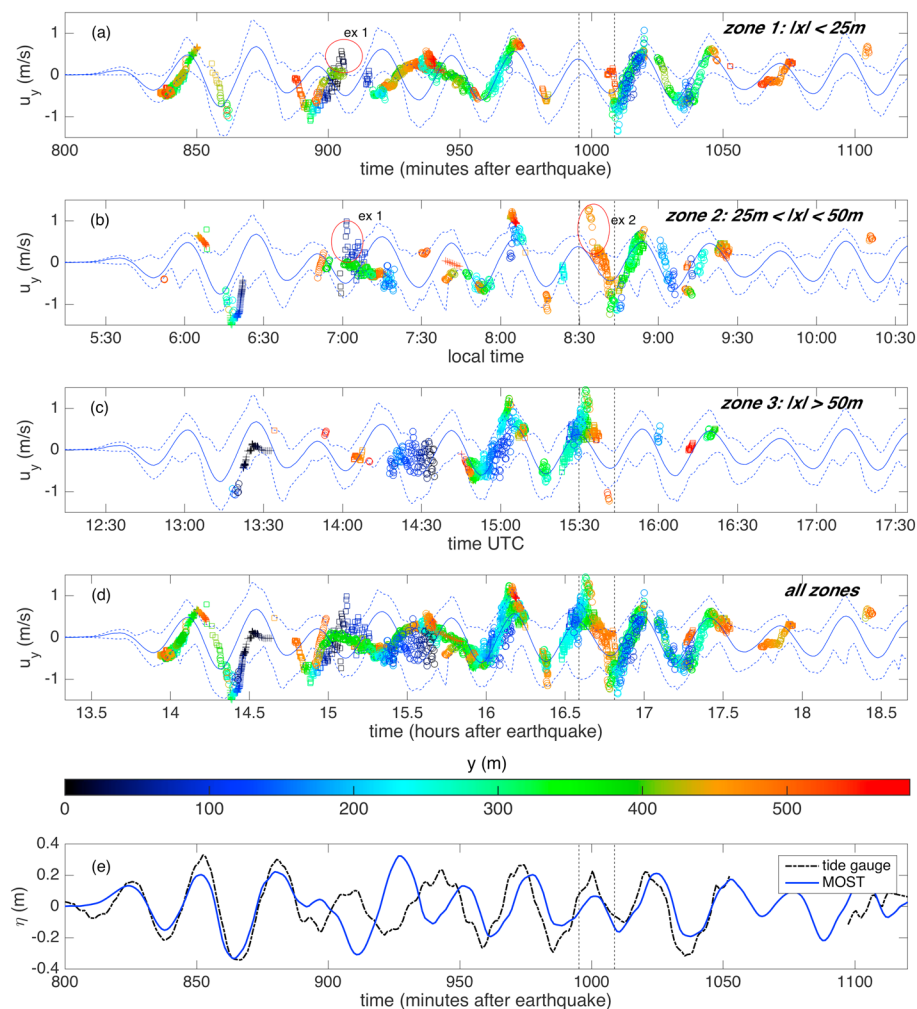 (a)
ex 1
zone 1: |x| < 25m
u_y (m/s)
1
0
-1
800 850 900 950 1000 1050 1100
time (minutes after earthquake)
(b)
ex 1
ex 2
zone 2: 25m < |x| < 50m
u_y (m/s)
1
0
-1
5:30 6:00 6:30 7:00 7:30 8:00 8:30 9:00 9:30 10:00 10:30
local time
(c)
zone 3: |x| > 50m
u_y (m/s)
1
0
-1
12:30 13:00 13:30 14:00 14:30 15:00 15:30 16:00 16:30 17:00 17:30
time UTC
(d)
all zones
u_y (m/s)
1
0
-1
13.5 14 14.5 15 15.5 16 16.5 17 17.5 18 18.5
time (hours after earthquake)
y (m)
0 100 200 300 400 500
(e)
tide gauge
MOST
η (m)
0.4
0.2
0
-0.2
-0.4
800 850 900 950 1000 1050 1100
time (minutes after earthquake)